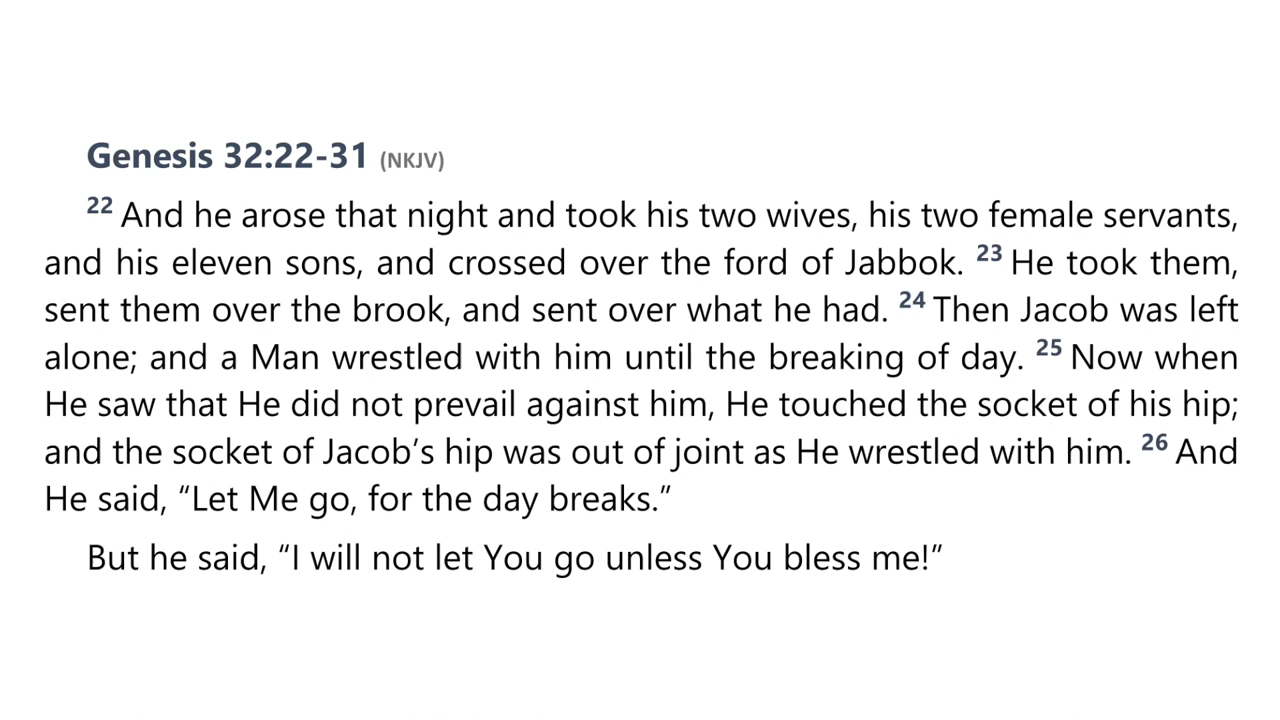 Genesis 32:22-31 (NKJV)
22 And he arose that night and took his two wives, his two female servants,
and his eleven sons, and crossed over the ford of Jabbok. 23 He took them,
sent them over the brook, and sent over what he had. 24 Then Jacob was left
alone; and a Man wrestled with him until the breaking of day. 25 Now when
He saw that He did not prevail against him, He touched the socket of his hip;
and the socket of Jacob’s hip was out of joint as He wrestled with him. 26 And
He said, “Let Me go, for the day breaks.”
But he said, “I will not let You go unless You bless me!”